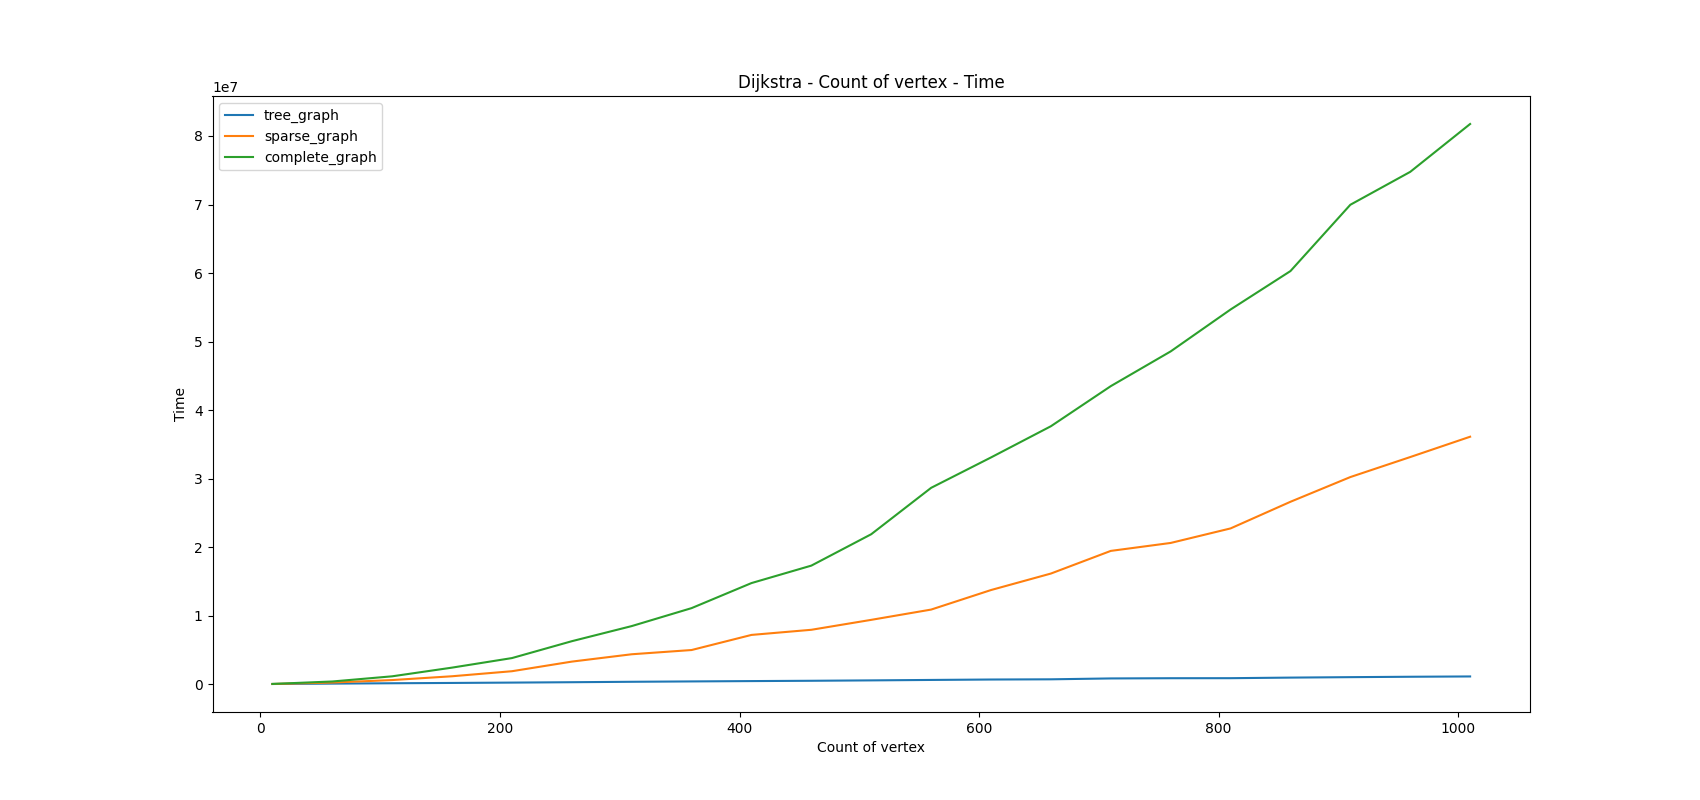 Dijkstra - Count of vertex - Time
1e7
tree_graph
sparse_graph
complete_graph
8
7
6
5
4
3
2
1
0
Time
0 200 400 600 800 1000
Count of vertex